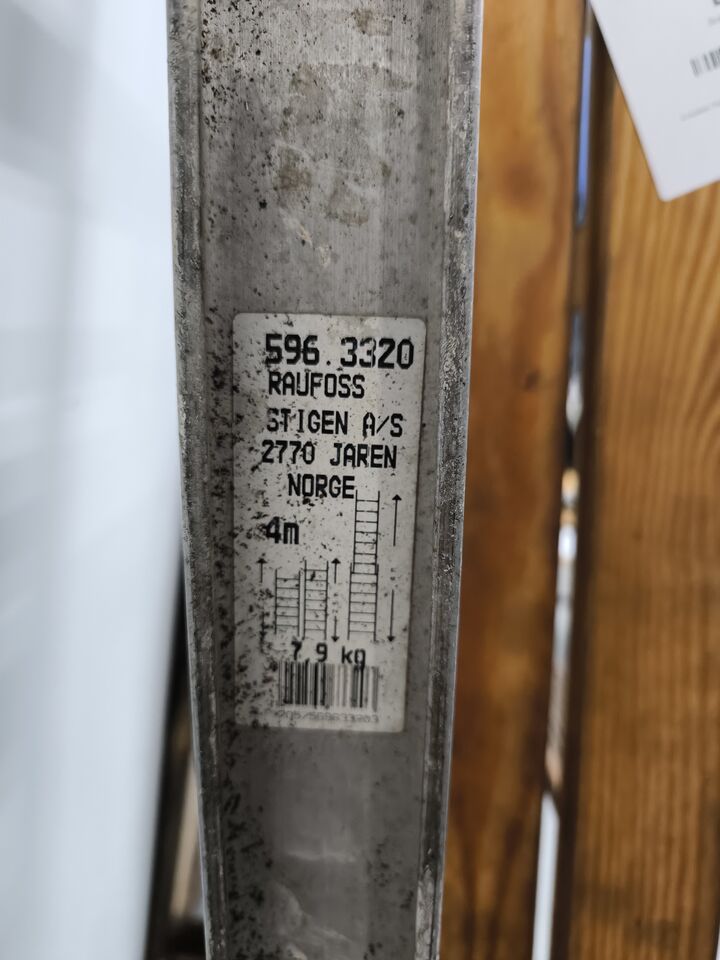 596.3320
RAUFOSS
STIGEN A/S
2770 JAREN
NORGE
4m
7,9 kg